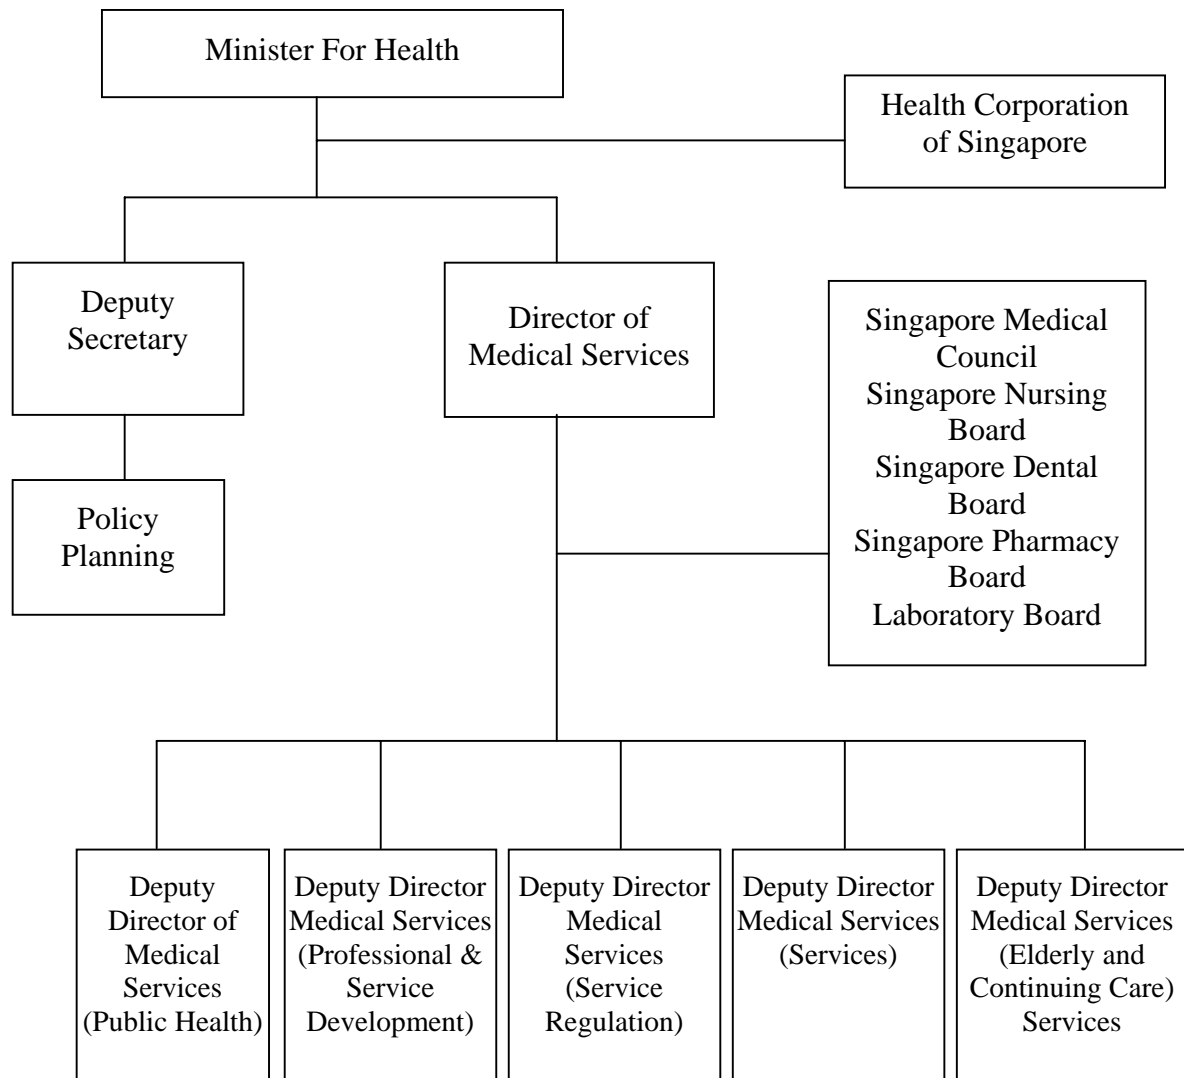 Minister For Health
Health Corporation
of Singapore
Deputy
Secretary
Director of
Medical Services
Singapore Medical
Council
Singapore Nursing
Board
Singapore Dental
Board
Singapore Pharmacy
Board
Laboratory Board
Policy
Planning
Deputy
Director of
Medical
Services
(Public Health)
Deputy Director
Medical Services
(Professional &
Service
Development)
Deputy Director
Medical
Services
(Service
Regulation)
Deputy Director
Medical Services
(Services)
Deputy Director
Medical Services
(Elderly and
Continuing Care)
Services